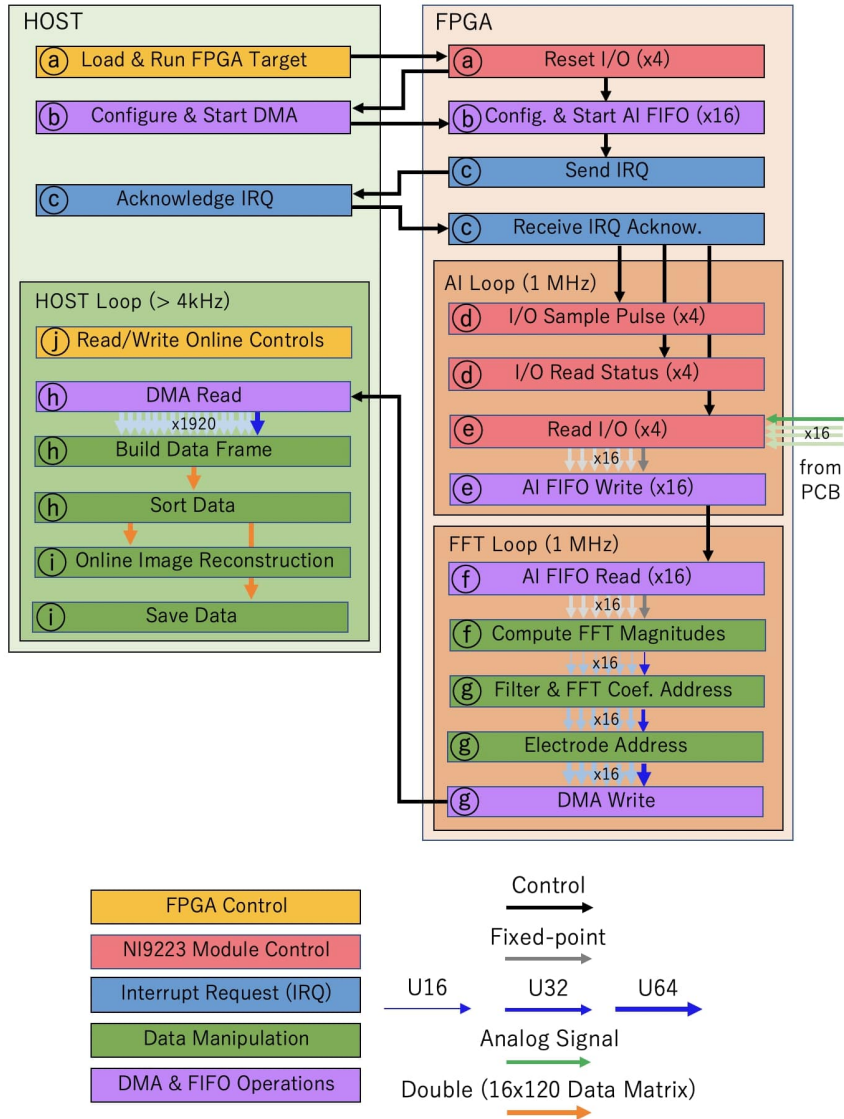 HOST
a Load & Run FPGA Target
b Configure & Start DMA
c Acknowledge IRQ
HOST Loop (> 4kHz)
j Read/Write Online Controls
h DMA Read
x1920
h Build Data Frame
h Sort Data
i Online Image Reconstruction
i Save Data
FPGA
a Reset I/O (x4)
b Config. & Start AI FIFO (x16)
c Send IRQ
c Receive IRQ Acknow.
AI Loop (1 MHz)
d I/O Sample Pulse (x4)
d I/O Read Status (x4)
e Read I/O (x4)
x16
e AI FIFO Write (x16)
x16
from
PCB
FFT Loop (1 MHz)
f AI FIFO Read (x16)
x16
f Compute FFT Magnitudes
x16
g Filter & FFT Coef. Address
x16
g Electrode Address
x16
g DMA Write
FPGA Control
NI9223 Module Control
Interrupt Request (IRQ)
Data Manipulation
DMA & FIFO Operations
Control
Fixed-point
U16 U32 U64
Analog Signal
Double (16x120 Data Matrix)